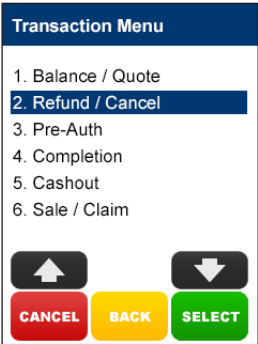 Transaction Menu
1. Balance / Quote
2. Refund / Cancel
3. Pre-Auth
4. Completion
5. Cashout
6. Sale / Claim
CANCEL BACK SELECT